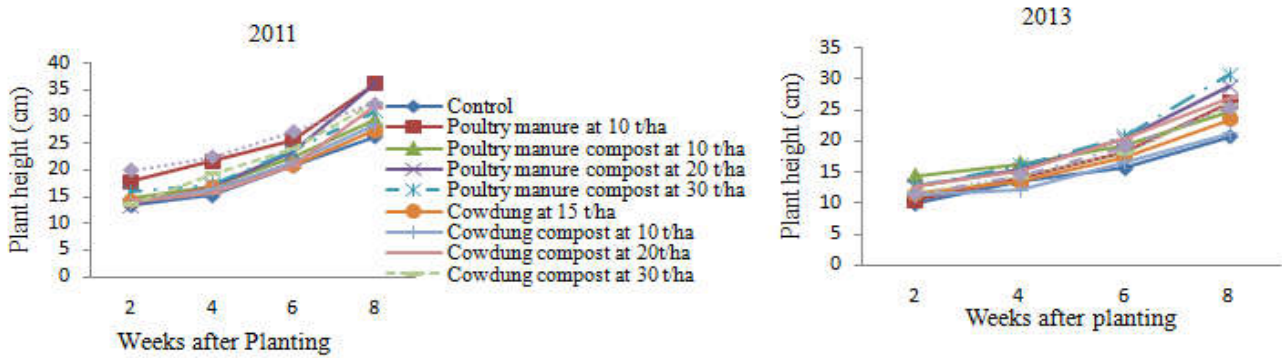 2011
Plant height (cm)
40
35
30
25
20
15
10
5
0
2 4 6 8
Weeks after Planting
Control
Poultry manure at 10 t/ha
Poultry manure compost at 10 t/ha
Poultry manure compost at 20 t/ha
Poultry manure compost at 30 t/ha
Cowdung at 15 t/ha
Cowdung compost at 10 t/ha
Cowdung compost at 20t/ha
Cowdung compost at 30 t/ha
2013
Plant height (cm)
35
30
25
20
15
10
5
0
2 4 6 8
Weeks after planting